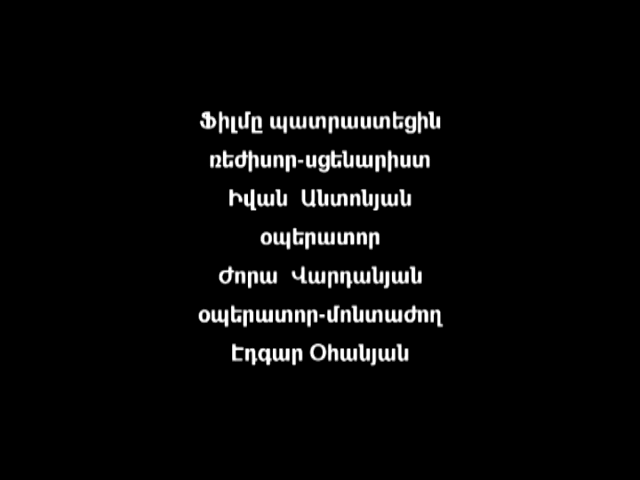 Ֆիլմը պատրաստեցին
ռեժիսոր-սցենարիստ
Իվան Անտոնյան
օպերատոր
Ժորա Վարդանյան
օպերատոր-մոնտաժող
Էդգար Օհանյան